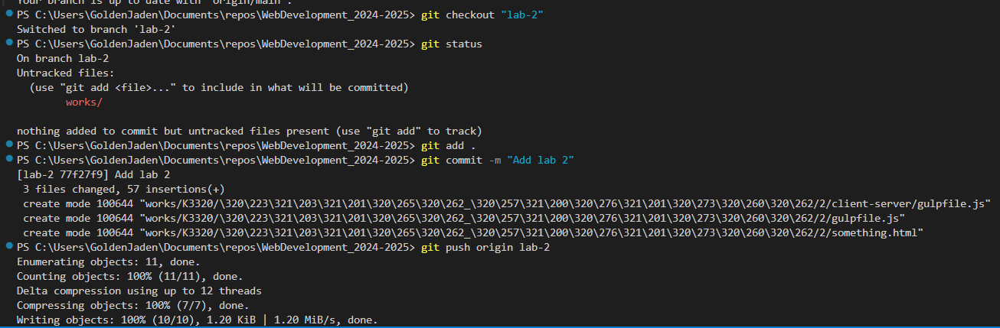 Your branch is up to date with 'origin/main'.
PS C:\Users\GoldenJaden\Documents\repos\WebDevelopment_2024-2025> git checkout "lab-2"
Switched to branch 'lab-2'
PS C:\Users\GoldenJaden\Documents\repos\WebDevelopment_2024-2025> git status
On branch lab-2
Untracked files:
  (use "git add <file>..." to include in what will be committed)
        works/

nothing added to commit but untracked files present (use "git add" to track)
PS C:\Users\GoldenJaden\Documents\repos\WebDevelopment_2024-2025> git add .
PS C:\Users\GoldenJaden\Documents\repos\WebDevelopment_2024-2025> git commit -m "Add lab 2"
[lab-2 77f27f9] Add lab 2
 3 files changed, 57 insertions(+)
 create mode 100644 "works/K3320/\320\223\321\203\321\201\320\265\320\262_\320\257\321\200\320\276\321\201\320\273\320\260\320\262/2/client-server/gulpfile.js"
 create mode 100644 "works/K3320/\320\223\321\203\321\201\320\265\320\262_\320\257\321\200\320\276\321\201\320\273\320\260\320\262/2/gulpfile.js"
 create mode 100644 "works/K3320/\320\223\321\203\321\201\320\265\320\262_\320\257\321\200\320\276\321\201\320\273\320\260\320\262/2/something.html"
PS C:\Users\GoldenJaden\Documents\repos\WebDevelopment_2024-2025> git push origin lab-2
Enumerating objects: 11, done.
Counting objects: 100% (11/11), done.
Delta compression using up to 12 threads
Compressing objects: 100% (7/7), done.
Writing objects: 100% (10/10), 1.20 KiB | 1.20 MiB/s, done.